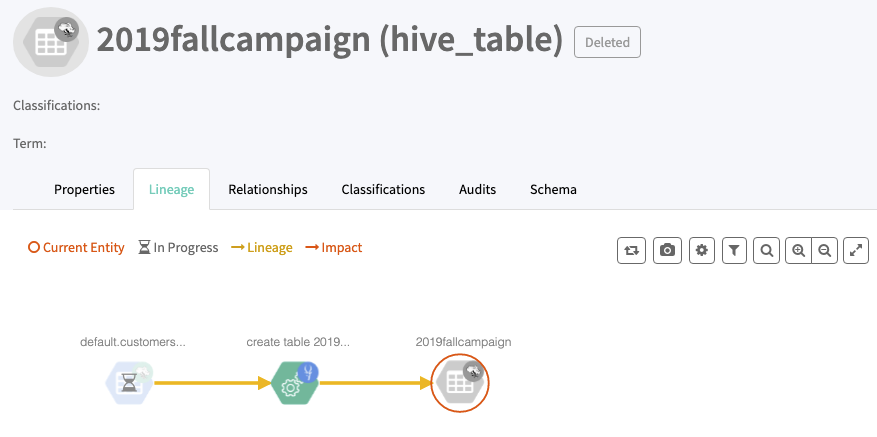 2019fallcampaign (hive_table) Deleted
Classifications:
Term:
Properties Lineage Relationships Classifications Audits Schema
Current Entity In Progress Lineage Impact
default.customers... create table 2019... 2019fallcampaign